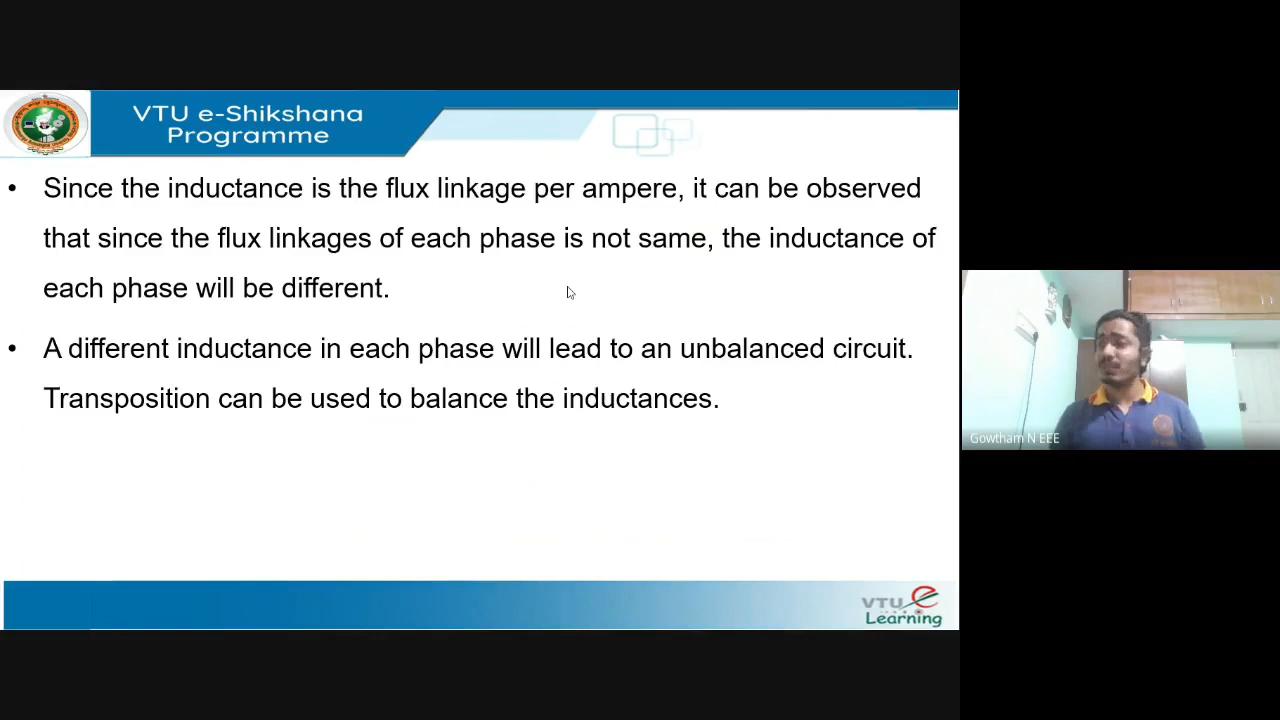 VTU e-Shikshana
Programme
• Since the inductance is the flux linkage per ampere, it can be observed
that since the flux linkages of each phase is not same, the inductance of
each phase will be different.
• A different inductance in each phase will lead to an unbalanced circuit.
Transposition can be used to balance the inductances.
Gowtham N EEE
VTU e
Learning